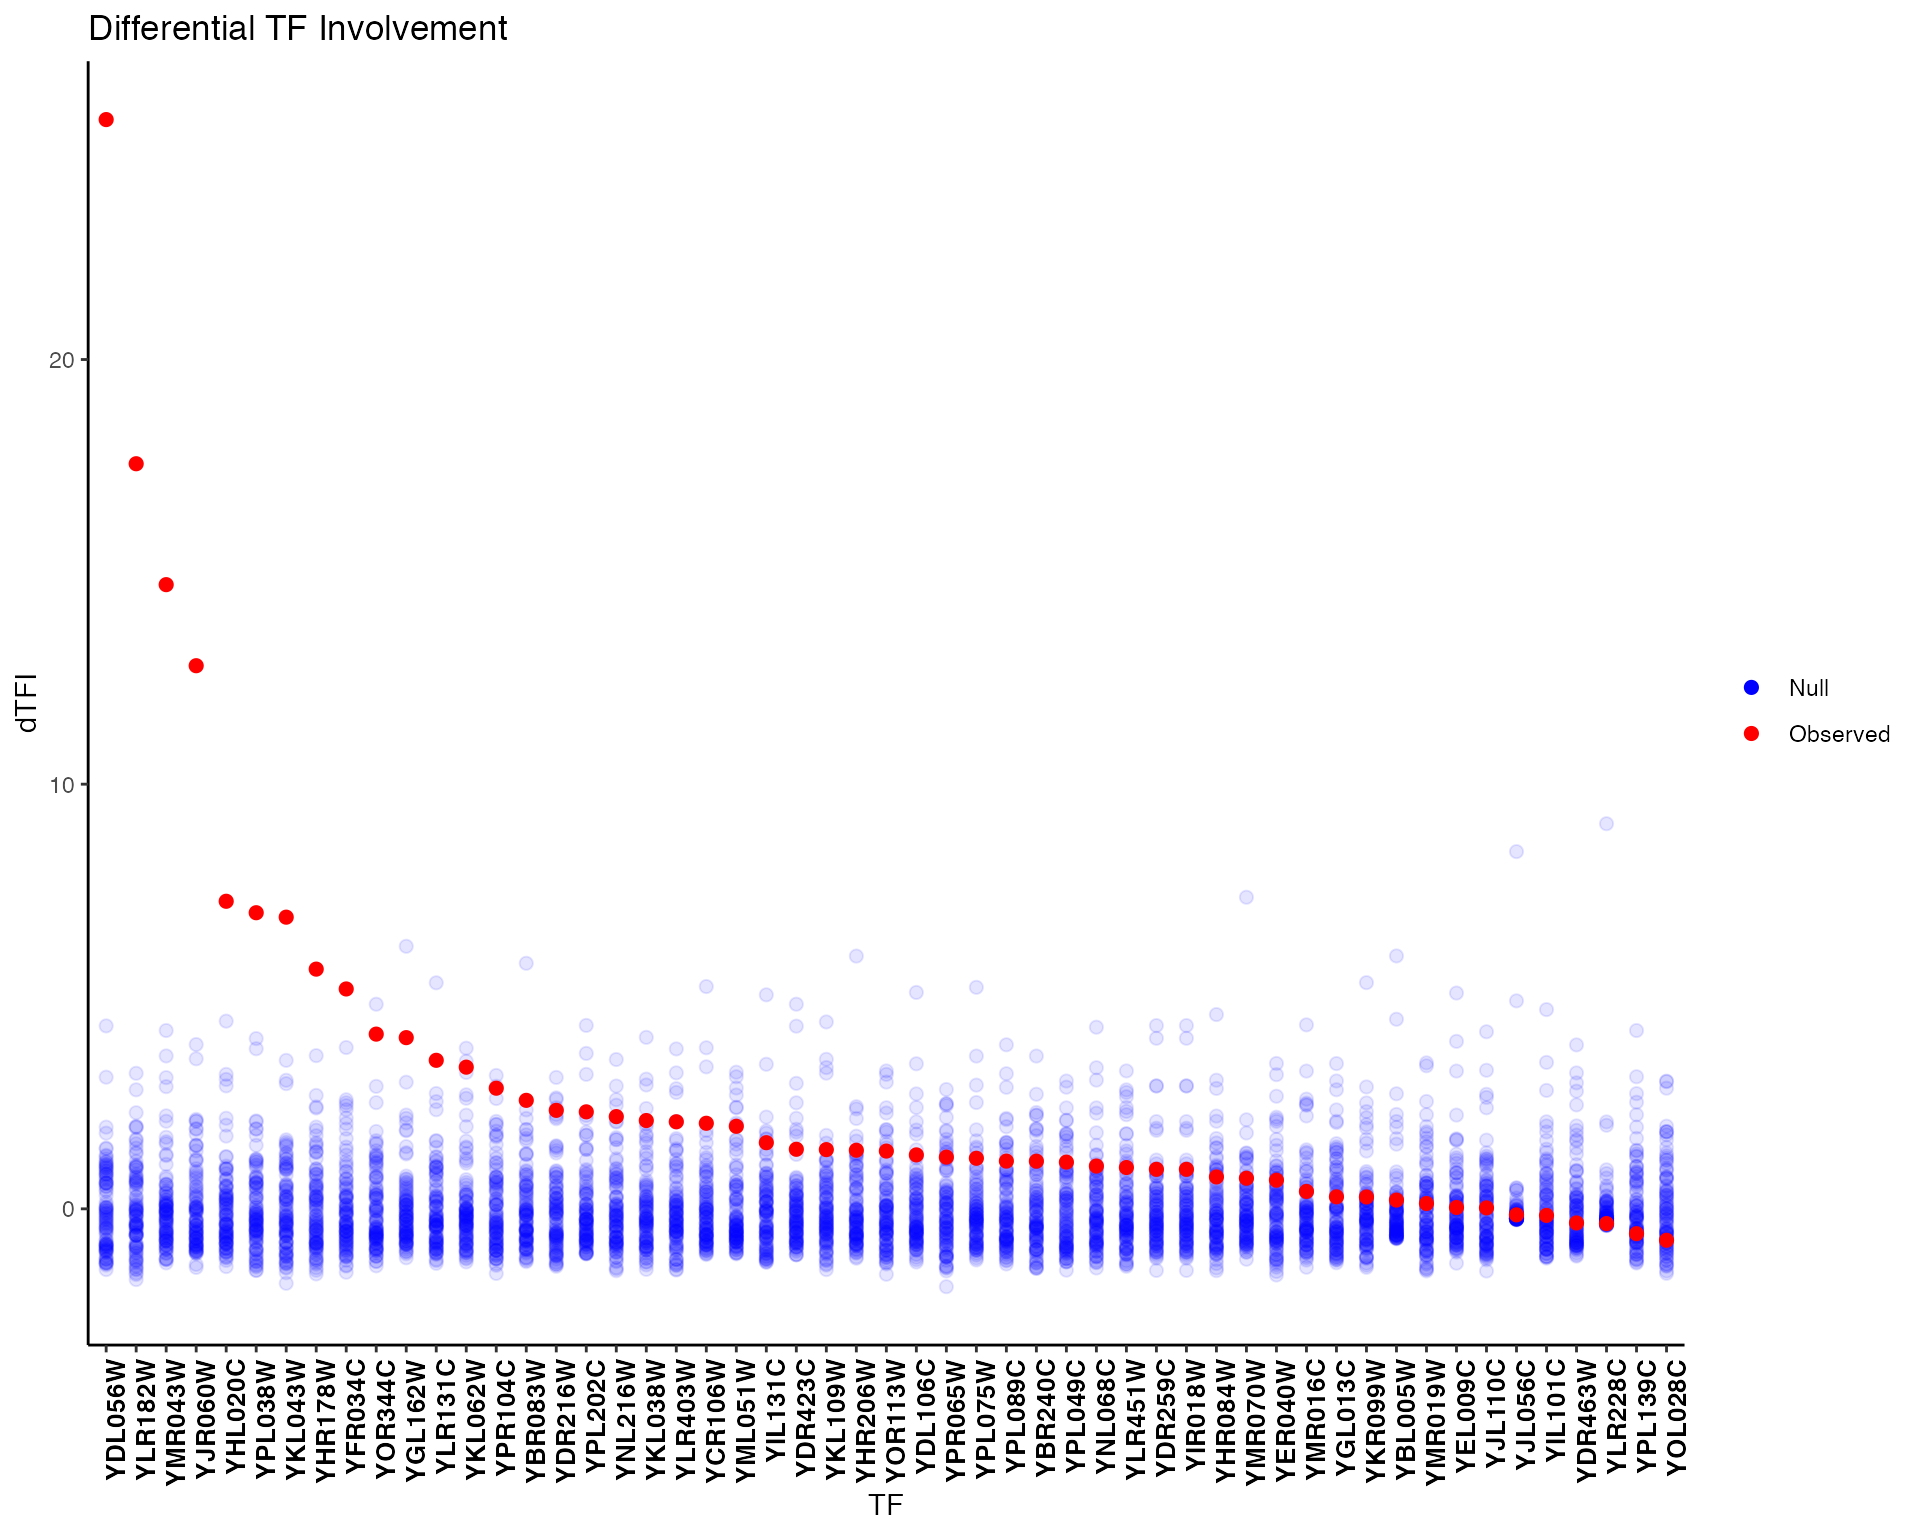 Differential TF Involvement
dTFI
20
10
0
YDL056W
YLR182W
YMR043W
YJR060W
YHL020C
YPL038W
YKL043W
YHR178W
YFR034C
YOR344C
YGL162W
YLR131C
YKL062W
YPR104C
YBR083W
YDR216W
YPL202C
YNL216W
YKL038W
YLR403W
YCR106W
YML051W
YIL131C
YDR423C
YKL109W
YHR206W
YOR113W
YDL106C
YPR065W
YPL075W
YPL089C
YBR240C
YPL049C
YNL068C
YLR451W
YDR259C
YIR018W
YHR084W
YMR070W
YER040W
YMR016C
YGL013C
YKR099W
YBL005W
YMR019W
YEL009C
YJL110C
YJL056C
YIL101C
YDR463W
YLR228C
YPL139C
YOL028C
TF
Null
Observed